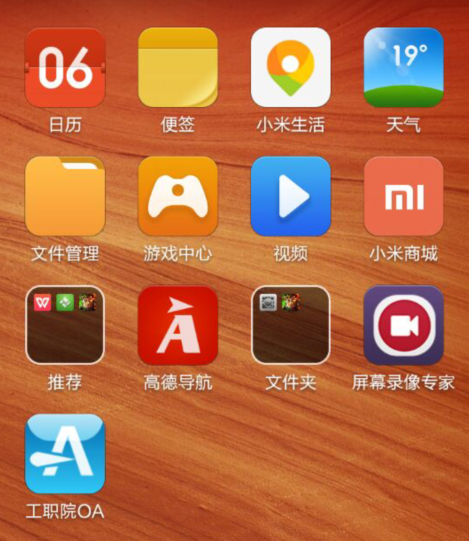 06
19°
日历
便签
小米生活
天气
mi
文件管理
游戏中心
视频
小米商城
W
A
推荐
高德导航
文件夹
屏幕录像专家
A
工职院OA